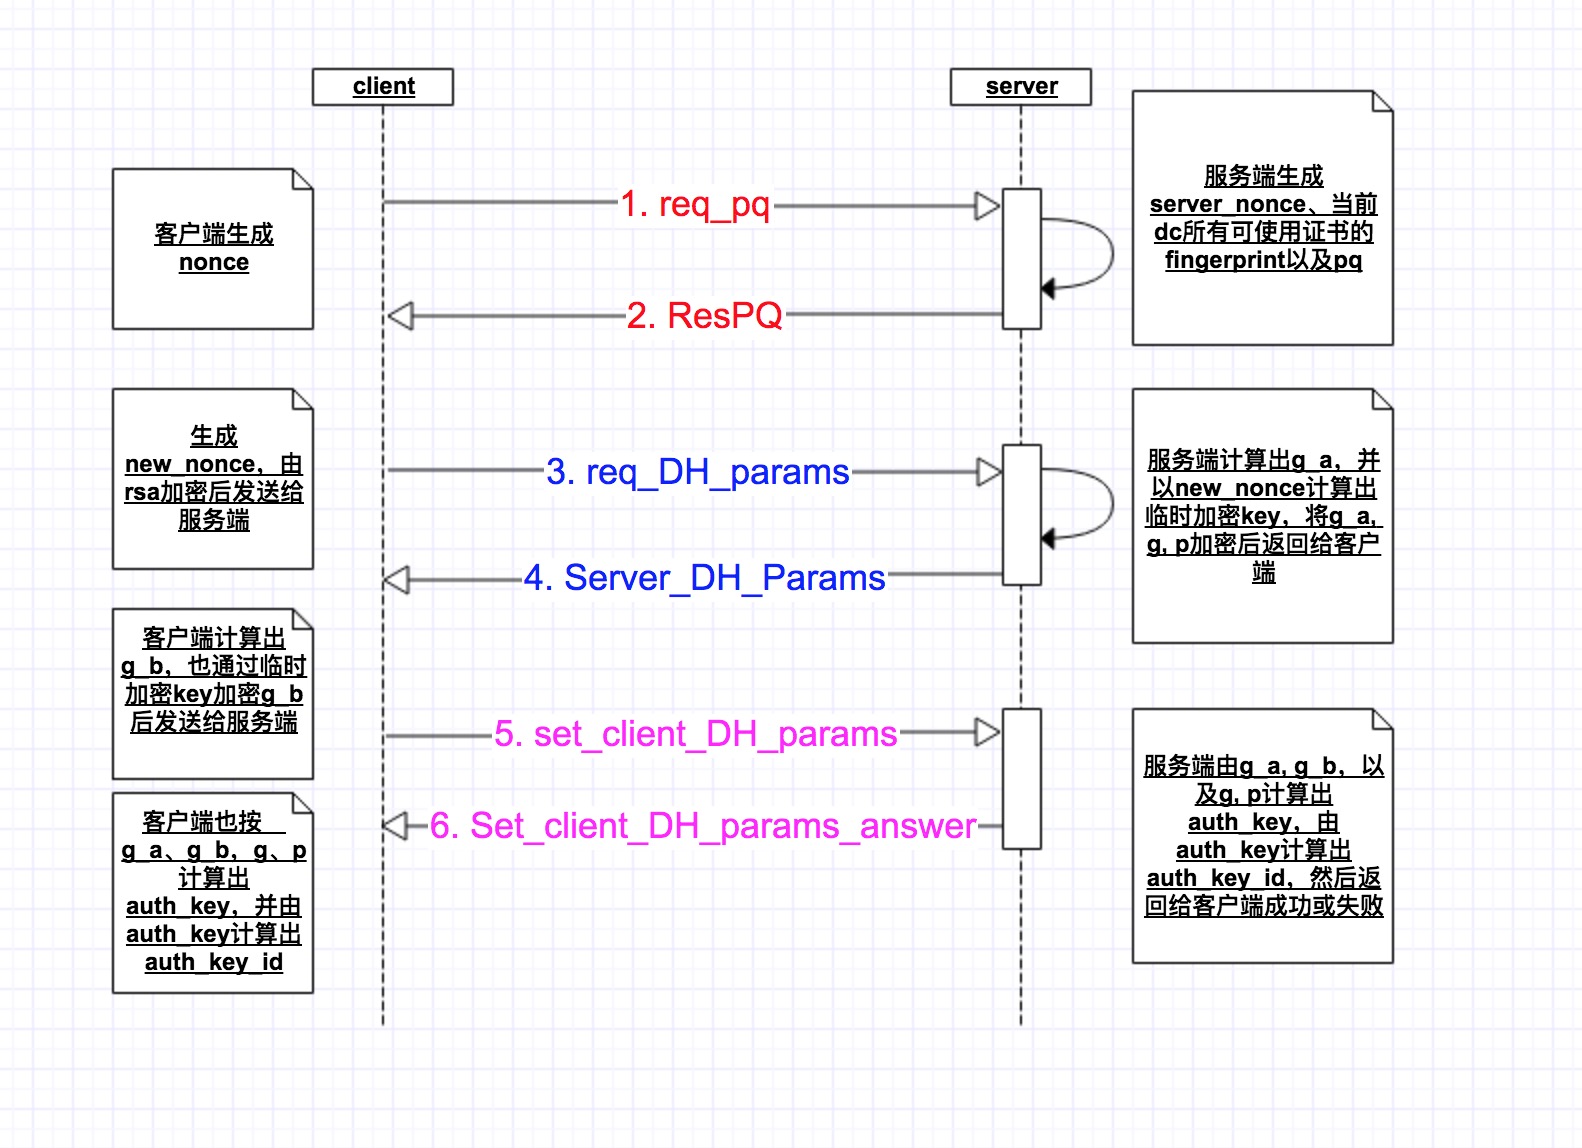 client
server
客户端生成
nonce
1. req_pq
服务端生成
server_nonce、当前
dc所有可使用证书的
fingerprint以及pq
2. ResPQ
生成
new_nonce，由
rsa加密后发送给
服务端
3. req_DH_params
服务端计算出g_a，并
以new_nonce计算出
临时加密key，将g_a,
g, p加密后返回给客户
端
4. Server_DH_Params
客户端计算出
g_b，也通过临时
加密key加密g_b
后发送给服务端
5. set_client_DH_params
服务端由g_a, g_b，以
及g, p计算出
auth_key，由
auth_key计算出
auth_key_id，然后返
回给客户端成功或失败
6. Set_client_DH_params_answer
客户端也按
g_a、g_b，g、p
计算出
auth_key，并由
auth_key计算出
auth_key_id